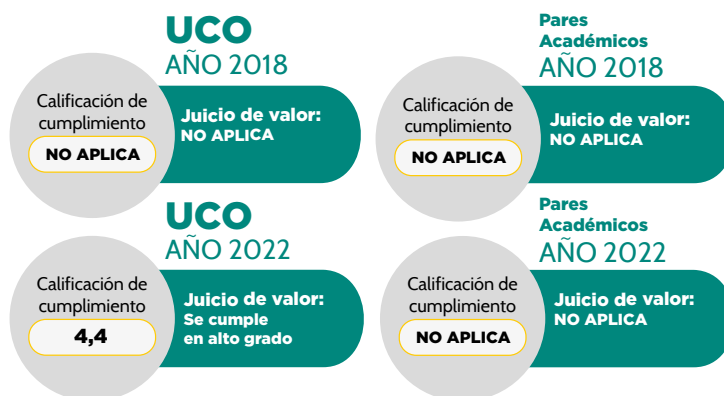 UCO
AÑO 2018
Calificación de
cumplimiento
NO APLICA
Juicio de valor:
NO APLICA
Pares
Académicos
AÑO 2018
Calificación de
cumplimiento
NO APLICA
Juicio de valor:
NO APLICA
UCO
AÑO 2022
Calificación de
cumplimiento
4,4
Juicio de valor:
Se cumple
en alto grado
Pares
Académicos
AÑO 2022
Calificación de
cumplimiento
NO APLICA
Juicio de valor:
NO APLICA